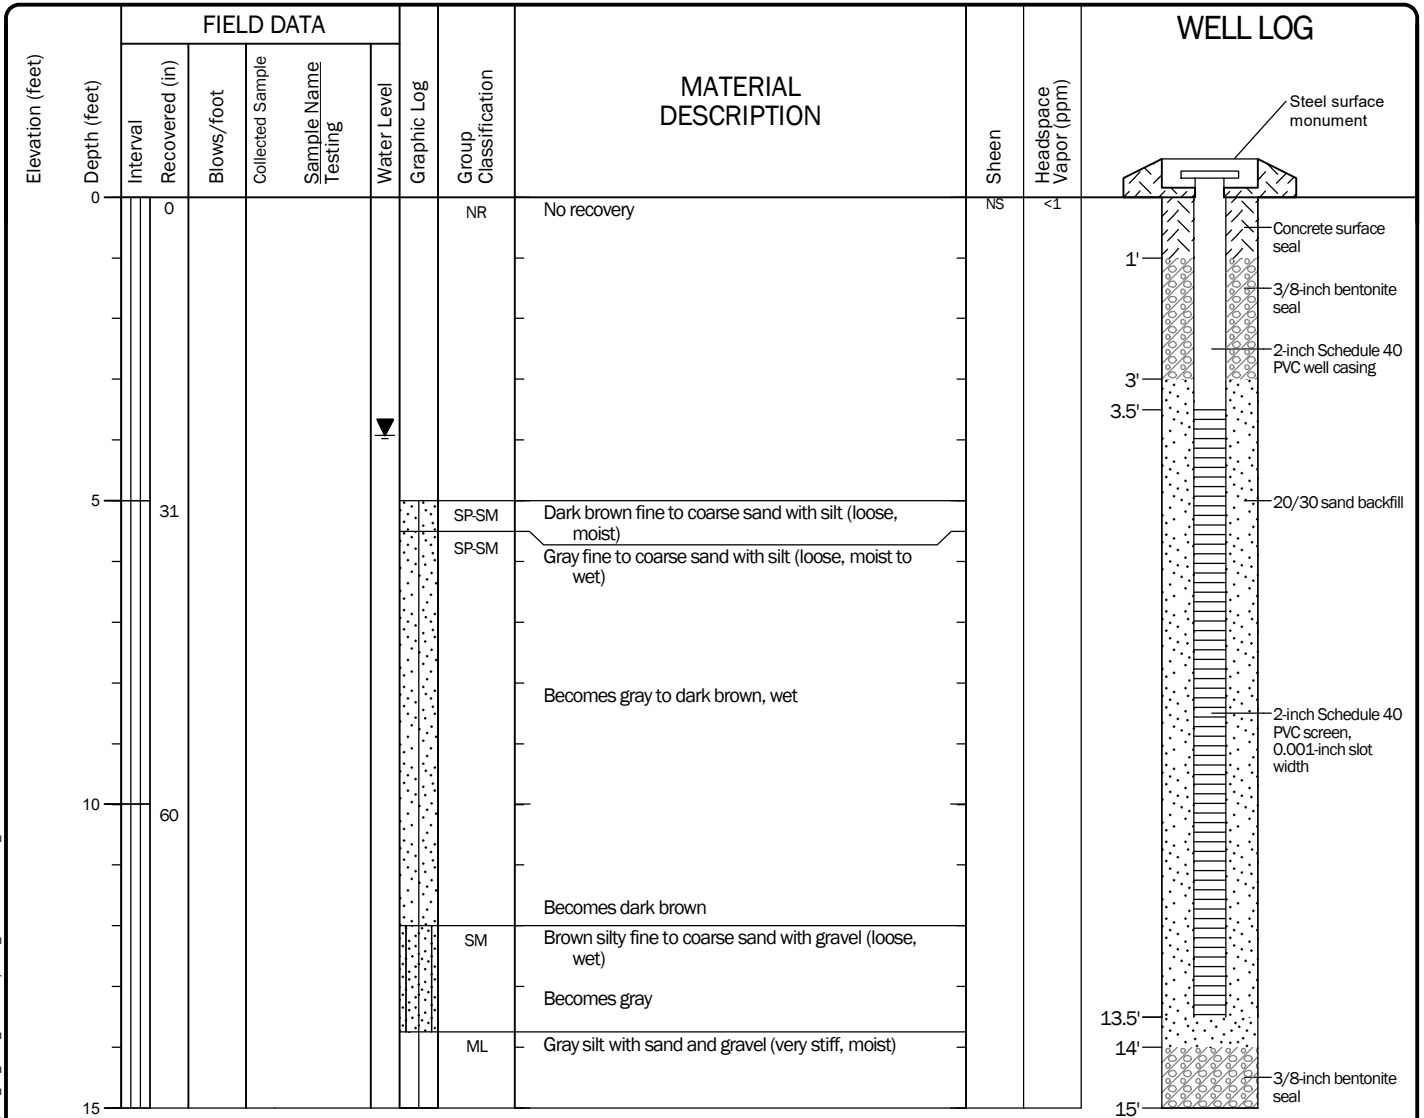 FIELD DATA
WELL LOG
Elevation (feet)
Depth (feet)
Interval
Recovered (in)
Blows/foot
Collected Sample
Sample Name
Testing
Water Level
Graphic Log
Group
Classification
MATERIAL
DESCRIPTION
Sheen
Headspace
Vapor (ppm)
Steel surface
monument
0
0
NR
No recovery
NS
<1
Concrete surface
seal
1'
3/8-inch bentonite
seal
2-inch Schedule 40
PVC well casing
3'
3.5'
5
31
SP-SM
Dark brown fine to coarse sand with silt (loose,
moist)
20/30 sand backfill
SP-SM
Gray fine to coarse sand with silt (loose, moist to
wet)
Becomes gray to dark brown, wet
2-inch Schedule 40
PVC screen,
0.001-inch slot
width
10
60
Becomes dark brown
SM
Brown silty fine to coarse sand with gravel (loose,
wet)
Becomes gray
13.5'
ML
Gray silt with sand and gravel (very stiff, moist)
14'
3/8-inch bentonite
seal
15
15'